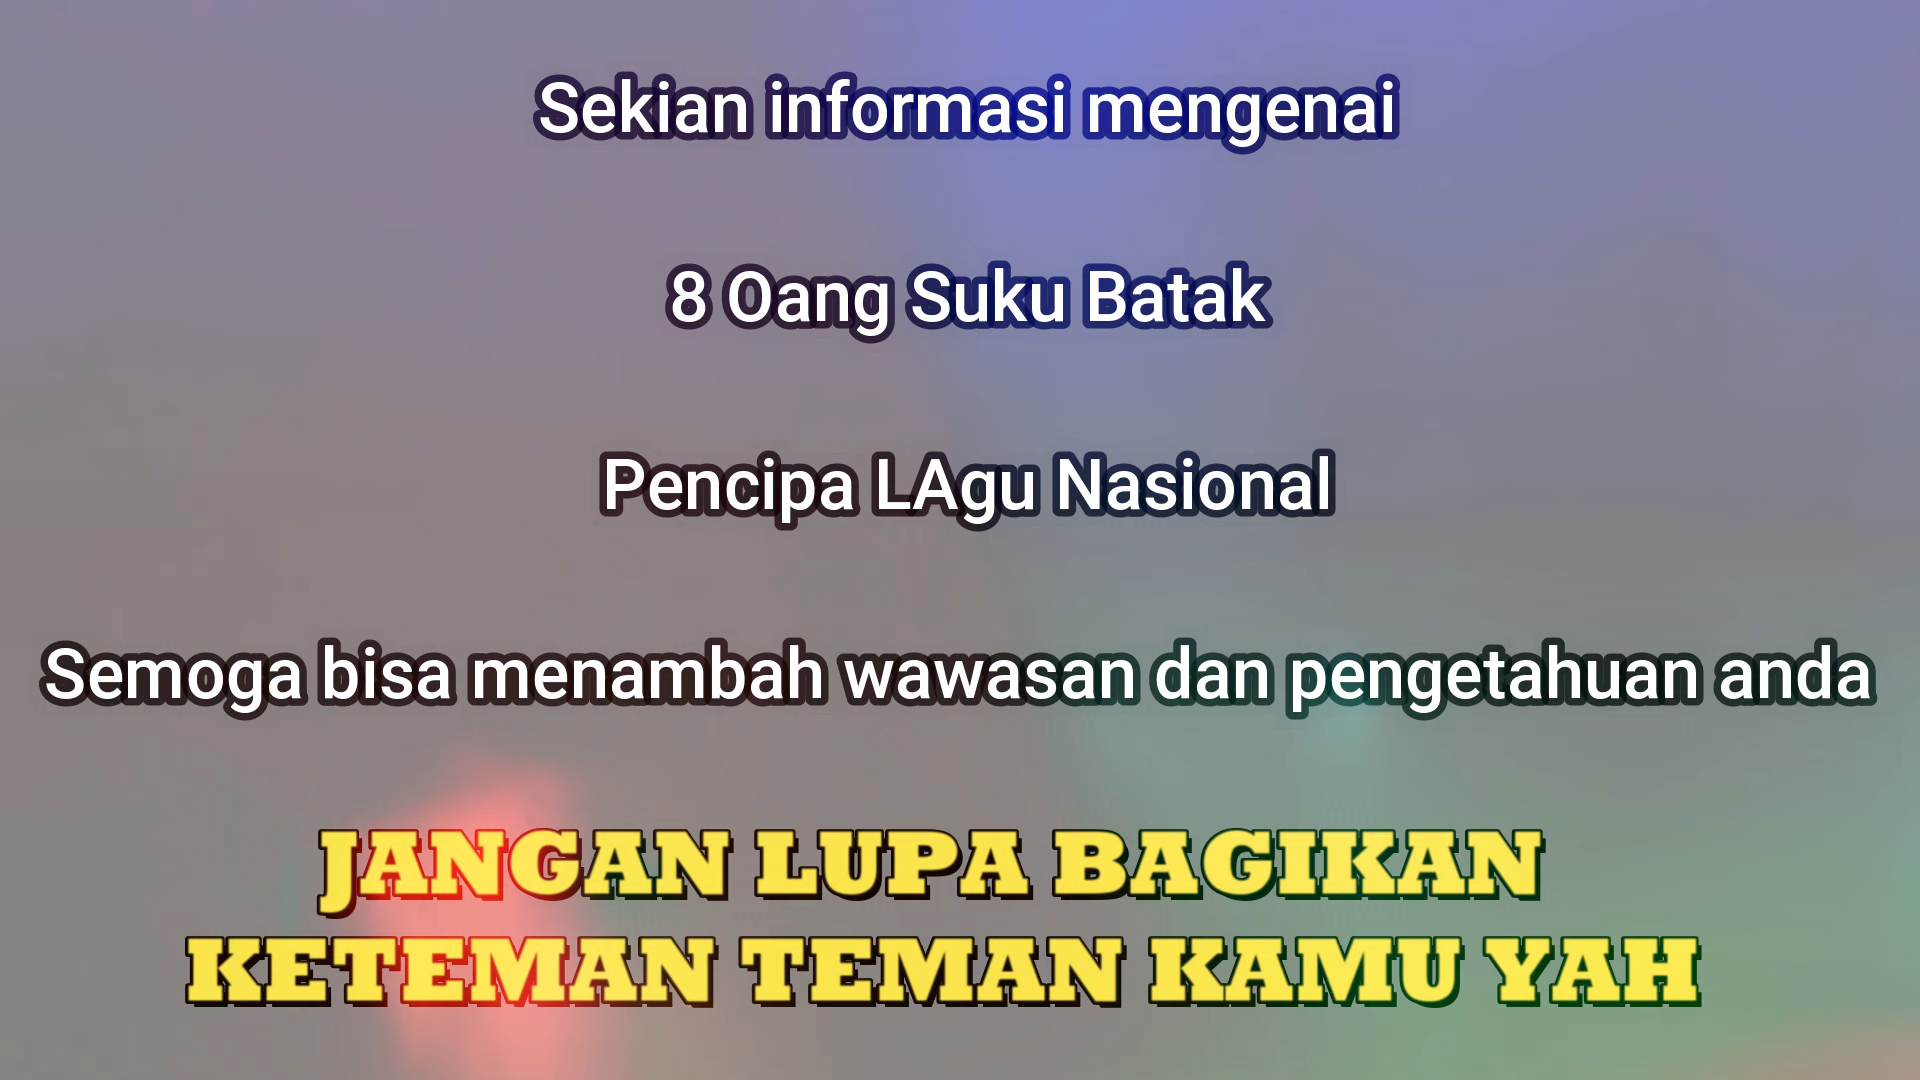 Sekian informasi mengenai
8 Oang Suku Batak
Pencipa LAgu Nasional
Semoga bisa menambah wawasan dan pengetahuan anda
JANGAN LUPA BAGIKAN
KETEMAN TEMAN KAMU YAH